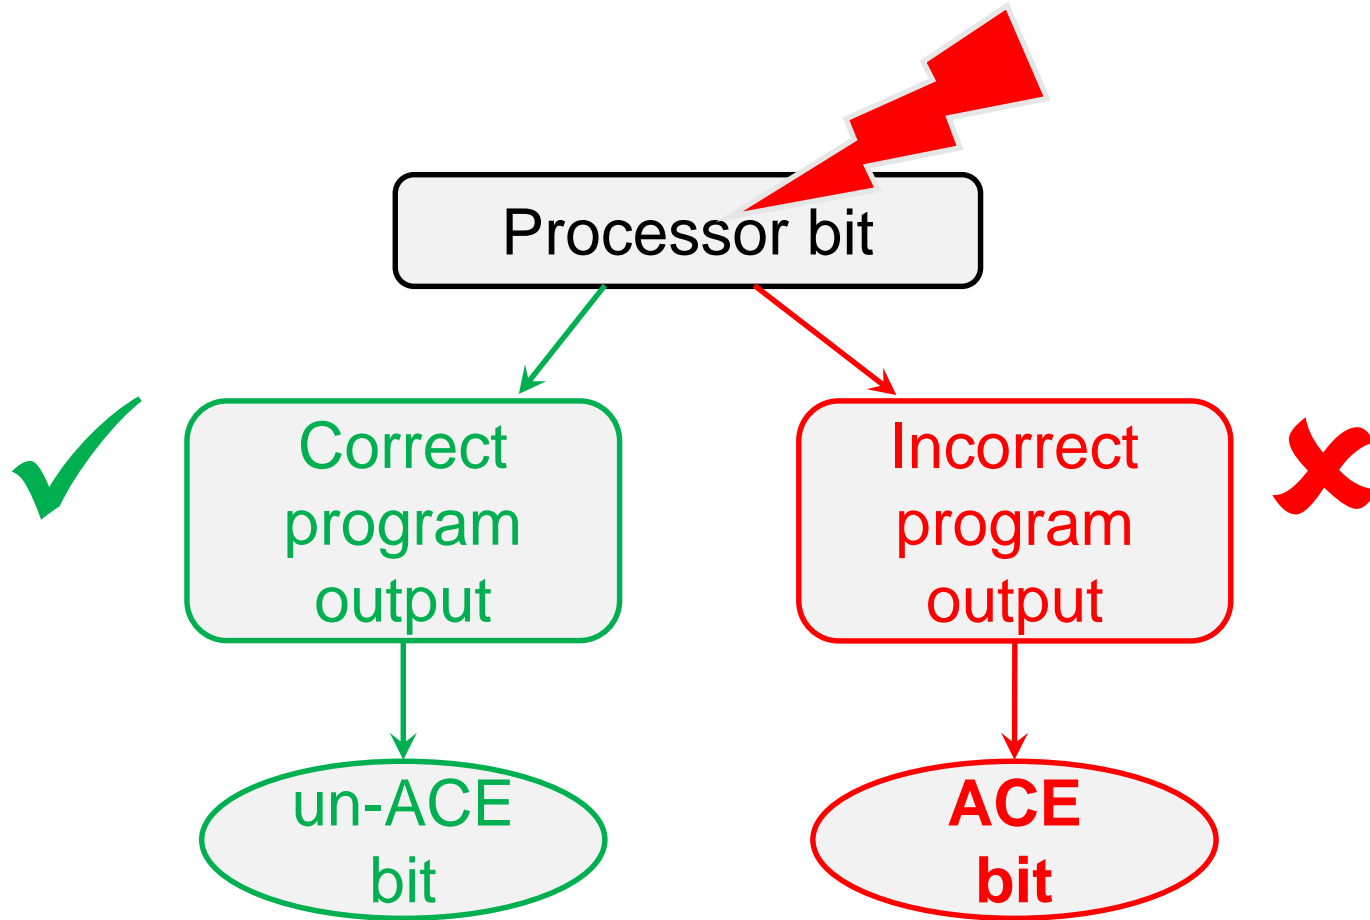 Processor bit
Correct
program
output
Incorrect
program
output
un-ACE
bit
ACE
bit